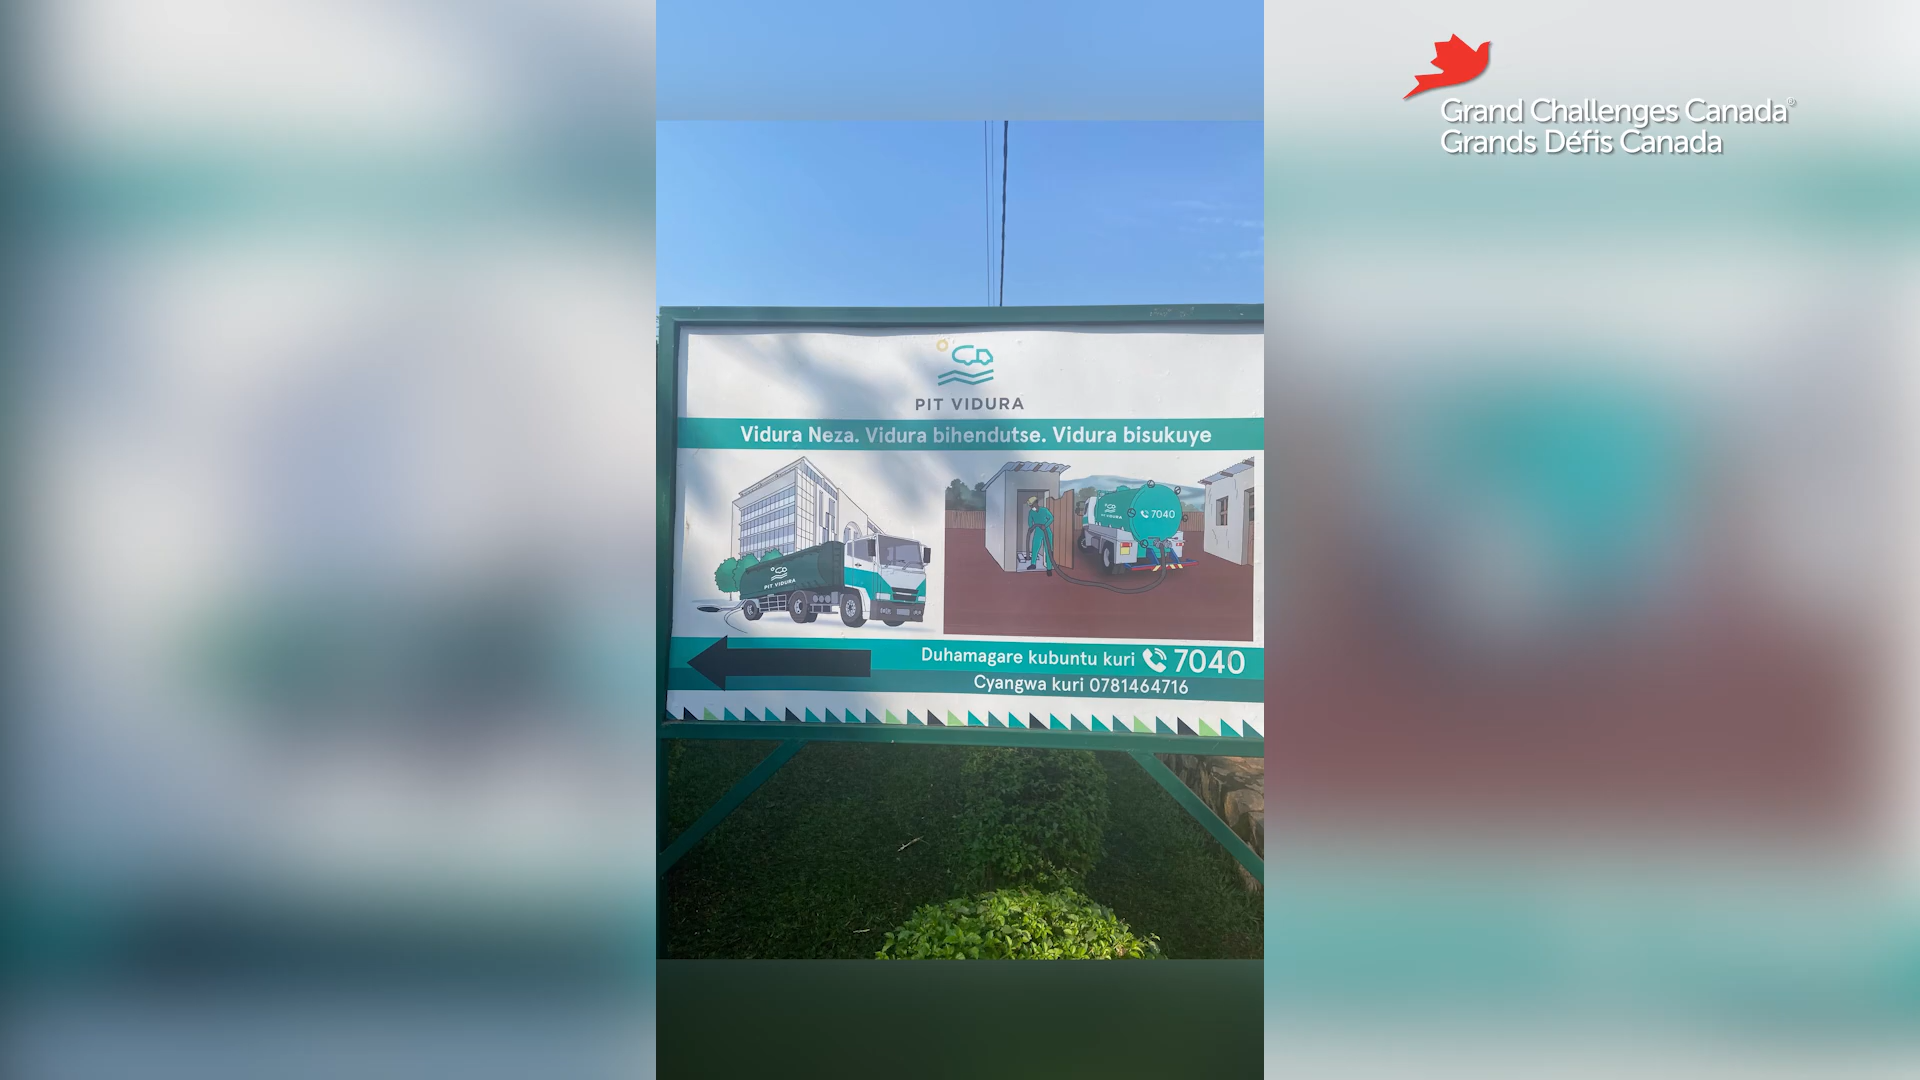 Grand Challenges Canada®
Grands Défis Canada
PIT VIDURA
Vidura Neza. Vidura bihendutse. Vidura bisukuye
PIT VIDURA
PIT VIDURA
7040
Duhamagare kubuntu kuri 7040
Cyangwa kuri 0781464716